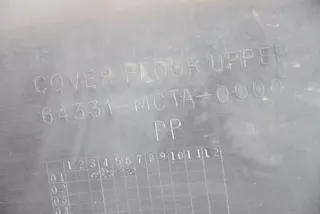 COVER FLOOR UPPER
64331-MCTA-0000
PP
1 2 3 4 5 6 7 8 9 10 11 12
01